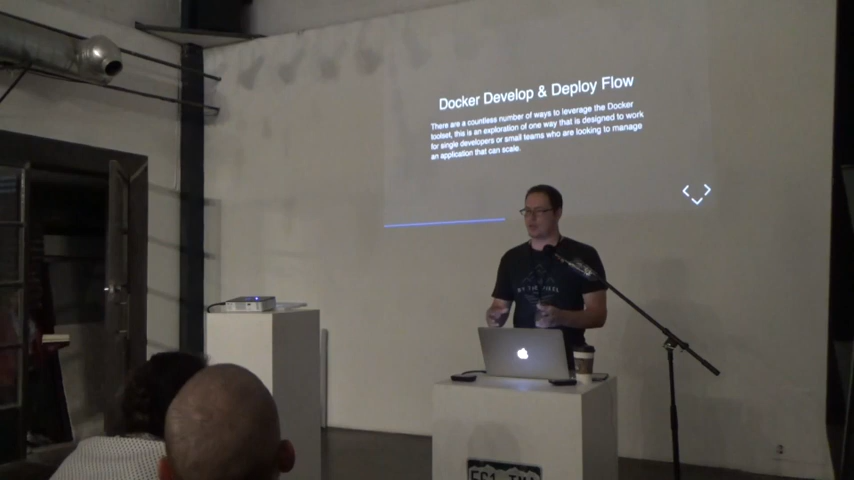 Docker Develop & Deploy Flow
There are a countless number of ways to leverage the Docker
toolset, this is an exploration of one way that is designed to work
for single developers or small teams who are looking to manage
an application that can scale.